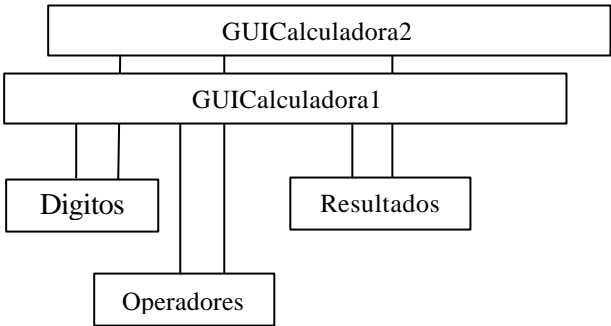 GUICalculadora2
GUICalculadora1
Digitos
Resultados
Operadores